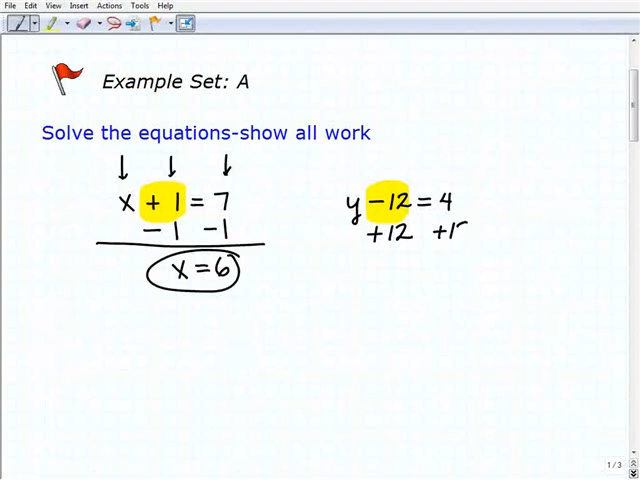 File Edit View Insert Actions Tools Help
Example Set: A
Solve the equations-show all work
x + 1 = 7
− 1 − 1
x = 6
y − 12 = 4
+ 12
1/3